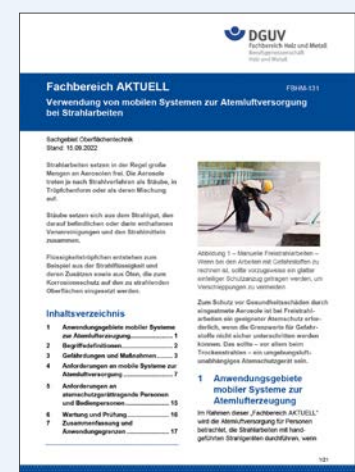 DGUV
Fachbereich Holz und Metall
Berufsgenossenschaft
Holz und Metall
Fachbereich AKTUELL
FBHM-131
Verwendung von mobilen Systemen zur Atemluftversorgung
bei Strahlarbeiten
Sachgebiet Oberflächentechnik
Stand: 15.09.2022
Strahlarbeiten setzen in der Regel große
Mengen an Aerosolen frei. Die Aerosole
treten je nach Strahlverfahren als Stäube, in
Tröpfchenform oder als deren Mischung
auf.
Stäube setzen sich aus dem Strahlgut, den
darauf befindlichen oder darin enthaltenen
Verunreinigungen und den Strahlmitteln
zusammen.
Flüssigkeitströpfchen entstehen zum
Beispiel aus der Strahlflüssigkeit und
deren Zusätzen sowie aus Ölen, die zum
Korrosionsschutz auf den zu strahlenden
Oberflächen eingesetzt werden.
Inhaltsverzeichnis
1 Anwendungsgebiete mobiler Systeme
zur Atemlufterzeugung 1
2 Begriffsdefinitionen 2
3 Gefährdungen und Maßnahmen 3
4 Anforderungen an mobile Systeme zur
Atemluftversorgung 7
5 Anforderungen an
atemschutzgerättragende Personen
und Bedienpersonen 15
6 Wartung und Prüfung 16
7 Zusammenfassung und
Anwendungsgrenzen 17
Abbildung 1 – Manuelle Freistrahlarbeiten –
Wenn bei den Arbeiten mit Gefahrstoffen zu
rechnen ist, sollte vorzugsweise ein glatter
einteiliger Schutzanzug getragen werden, um
Verschleppungen zu vermeiden
Zum Schutz vor Gesundheitsschäden durch
eingeatmete Aerosole ist bei Freistrahl-
arbeiten ein geeigneter Atemschutz erfor-
derlich, wenn die Grenzwerte für Gefahr-
stoffe nicht sicher unterschritten werden
können. Das sollte – vor allem beim
Trockenstrahlen – ein umgebungsluft-
unabhängiges Atemschutzgerät sein.
1 Anwendungsgebiete
mobiler Systeme zur
Atemlufterzeugung
Im Rahmen dieser „Fachbereich AKTUELL“
wird die Atemluftversorgung für Personen
betrachtet, die Strahlarbeiten mit hand-
geführten Strahlgeräten durchführen, wenn
1/21